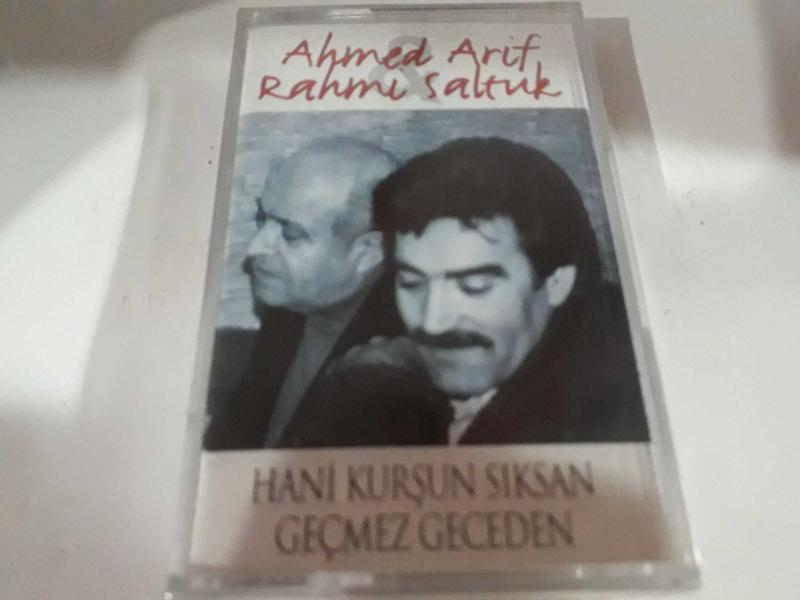 Ahmed Arif
&
Rahmi Saltuk
HANİ KURŞUN SIKSAN
GEÇMEZ GECEDEN